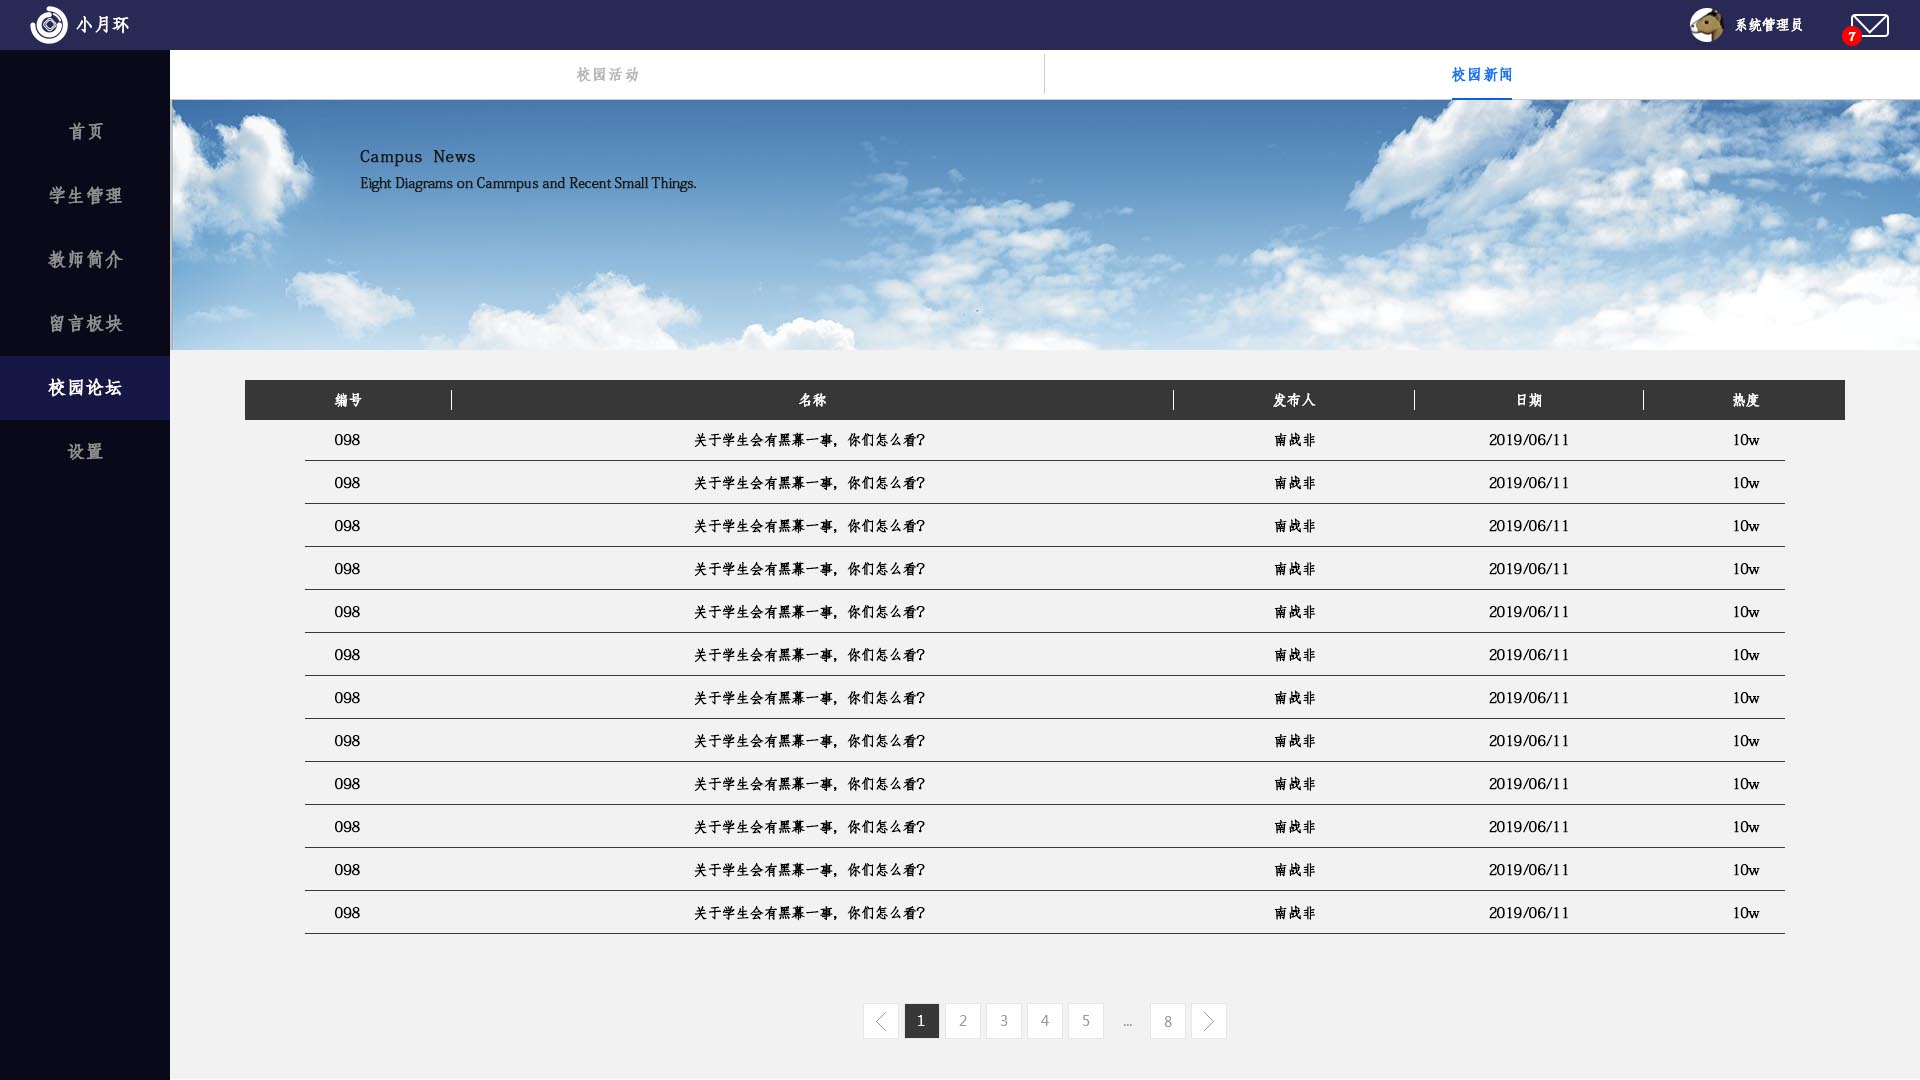 小月环
系统管理员
7
首页
学生管理
教师简介
留言板块
校园论坛
设置
校园活动
校园新闻
Campus News
Eight Diagrams on Cammpus and Recent Small Things.
编号 名称 发布人 日期 热度
098 关于学生会有黑幕一事，你们怎么看？ 南战非 2019/06/11 10w
098 关于学生会有黑幕一事，你们怎么看？ 南战非 2019/06/11 10w
098 关于学生会有黑幕一事，你们怎么看？ 南战非 2019/06/11 10w
098 关于学生会有黑幕一事，你们怎么看？ 南战非 2019/06/11 10w
098 关于学生会有黑幕一事，你们怎么看？ 南战非 2019/06/11 10w
098 关于学生会有黑幕一事，你们怎么看？ 南战非 2019/06/11 10w
098 关于学生会有黑幕一事，你们怎么看？ 南战非 2019/06/11 10w
098 关于学生会有黑幕一事，你们怎么看？ 南战非 2019/06/11 10w
098 关于学生会有黑幕一事，你们怎么看？ 南战非 2019/06/11 10w
098 关于学生会有黑幕一事，你们怎么看？ 南战非 2019/06/11 10w
098 关于学生会有黑幕一事，你们怎么看？ 南战非 2019/06/11 10w
098 关于学生会有黑幕一事，你们怎么看？ 南战非 2019/06/11 10w
1 2 3 4 5 ... 8